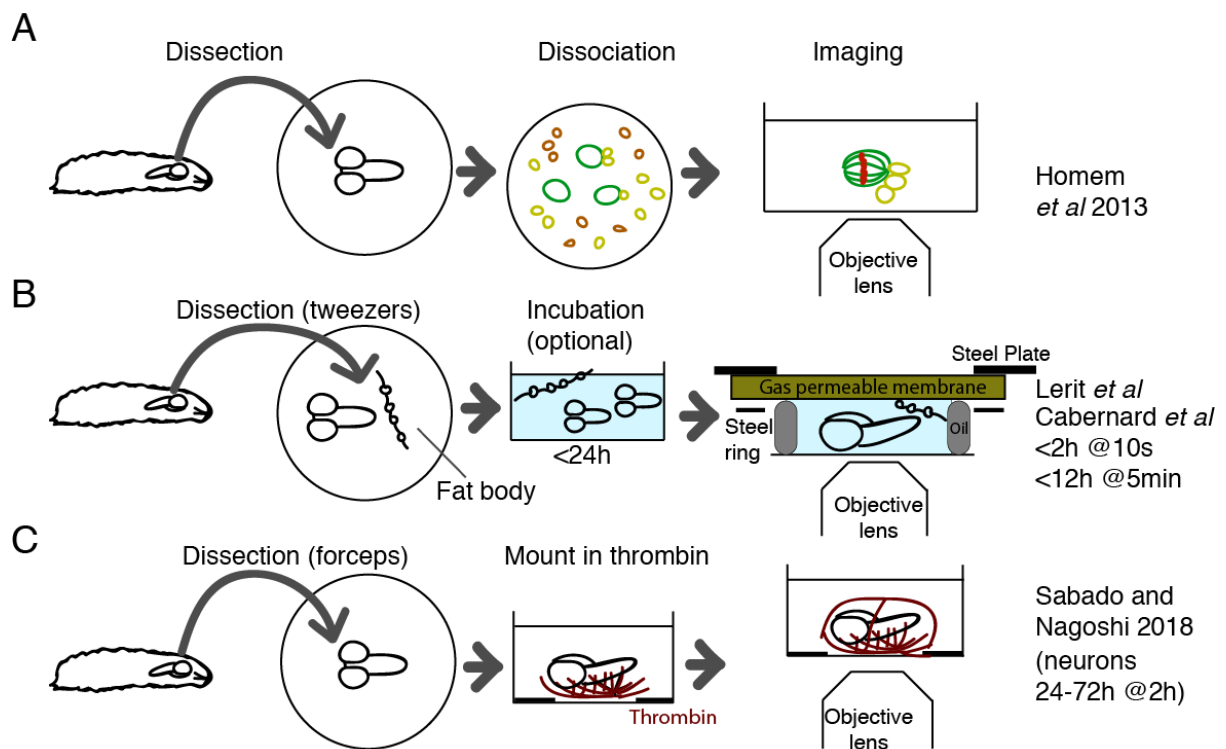 A
Dissection
Dissociation
Imaging
Objective
lens
Homem
et al 2013
B
Dissection (tweezers)
Fat body
Incubation
(optional)
<24h
Steel Plate
Gas permeable membrane
Steel
ring
Oil
Objective
lens
Lerit et al
Cabernard et al
<2h @10s
<12h @5min
C
Dissection (forceps)
Mount in thrombin
Thrombin
Objective
lens
Sabado and
Nagoshi 2018
(neurons
24-72h @2h)